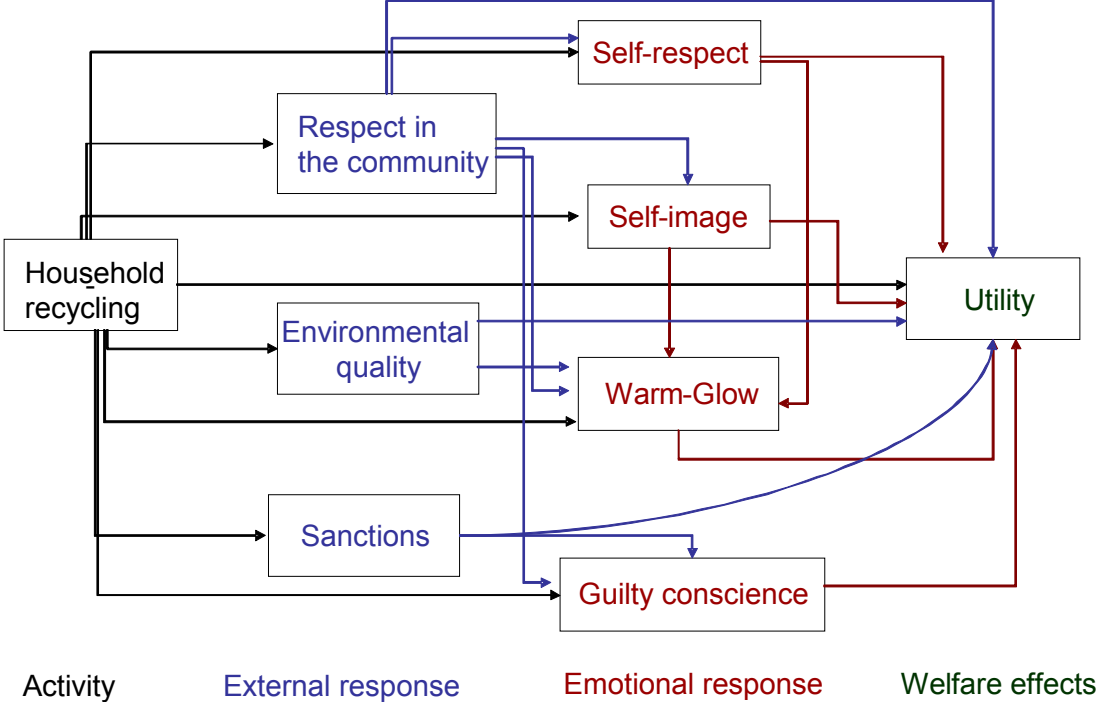 Self-respect
Respect in
the community
Self-image
Household
recycling
Utility
Environmental
quality
Warm-Glow
Sanctions
Guilty conscience
Activity
External response
Emotional response
Welfare effects